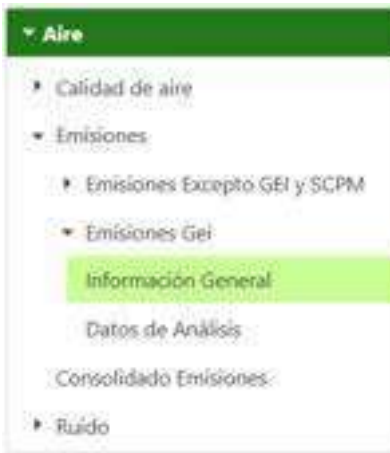 Aire
Calidad de aire
Emisiones
Emisiones Excepto GEI y SCPM
Emisiones Gei
Información General
Datos de Análisis
Consolidado Emisiones
Ruido